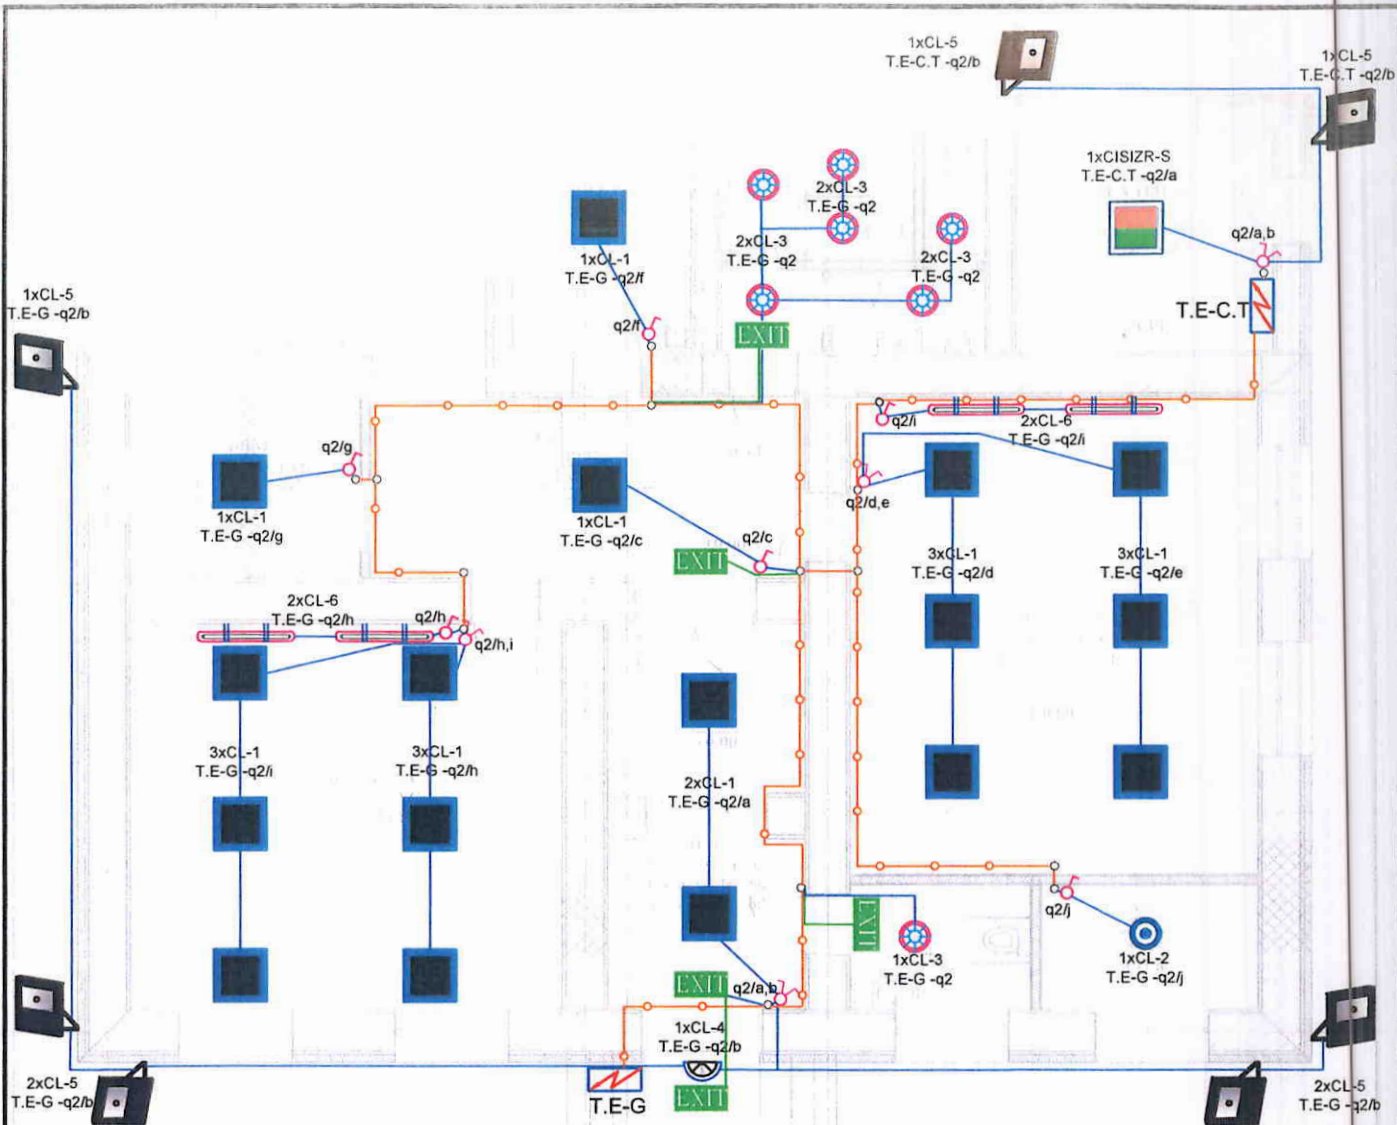 1xCL-5
T.E-C.T -q2/b
1xCL-5
T.E-C.T -q2/b
1xCISIZR-S
T.E-C.T -q2/a
q2/a,b
T.E-C.T
2xCL-3
T.E-G -q2
2xCL-3
T.E-G -q2
2xCL-3
T.E-G -q2
1xCL-1
T.E-G -q2/f
q2/f
EXIT
1xCL-5
T.E-G -q2/b
q2/i
2xCL-6
T.E-G -q2/i
q2/g
1xCL-1
T.E-G -q2/g
1xCL-1
T.E-G -q2/c
q2/c
EXIT
q2/d,e
3xCL-1
T.E-G -q2/d
3xCL-1
T.E-G -q2/e
2xCL-6
T.E-G -q2/h
q2/h
q2/h,i
3xCL-1
T.E-G -q2/i
3xCL-1
T.E-G -q2/h
2xCL-1
T.E-G -q2/a
EXIT
q2/j
1xCL-3
T.E-G -q2
1xCL-2
T.E-G -q2/j
EXIT
q2/a,b
1xCL-4
T.E-G -q2/b
2xCL-5
T.E-G -q2/b
T.E-G
EXIT
2xCL-5
T.E-G -q2/b